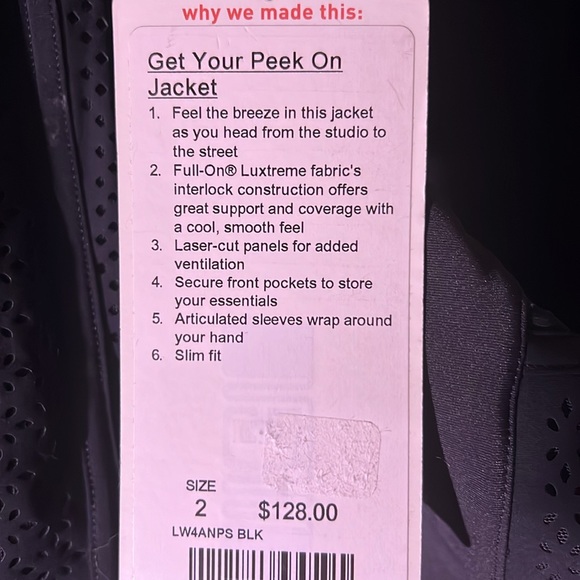 why we made this:
Get Your Peek On
Jacket
1. Feel the breeze in this jacket
as you head from the studio to
the street
2. Full-On® Luxtreme fabric's
interlock construction offers
great support and coverage with
a cool, smooth feel
3. Laser-cut panels for added
ventilation
4. Secure front pockets to store
your essentials
5. Articulated sleeves wrap around
your hand
6. Slim fit
SIZE
2 $128.00
LW4ANPS BLK